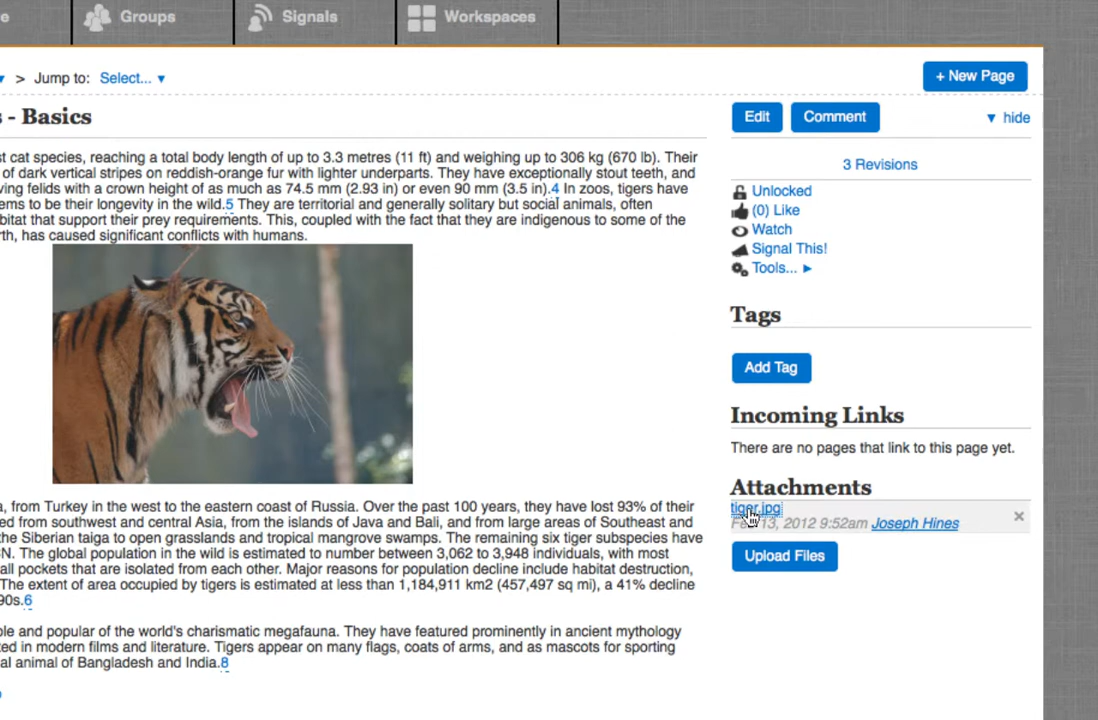 Groups
Signals
Workspaces
> Jump to: Select... ▼
+ New Page
- Basics
Edit
Comment
▼ hide
st cat species, reaching a total body length of up to 3.3 metres (11 ft) and weighing up to 306 kg (670 lb). Their
of dark vertical stripes on reddish-orange fur with lighter underparts. They have exceptionally stout teeth, and
ving felids with a crown height of as much as 74.5 mm (2.93 in) or even 90 mm (3.5 in).4 In zoos, tigers have
ems to be their longevity in the wild.5 They are territorial and generally solitary but social animals, often
bitat that support their prey requirements. This, coupled with the fact that they are indigenous to some of the
rth, has caused significant conflicts with humans.
3 Revisions
Unlocked
(0) Like
Watch
Signal This!
Tools... ►
Tags
Add Tag
Incoming Links
There are no pages that link to this page yet.
Attachments
tiger.jpg
13, 2012 9:52am Joseph Hines
Upload Files
a, from Turkey in the west to the eastern coast of Russia. Over the past 100 years, they have lost 93% of their
ed from southwest and central Asia, from the islands of Java and Bali, and from large areas of Southeast and
the Siberian taiga to open grasslands and tropical mangrove swamps. The remaining six tiger subspecies have
CN. The global population in the wild is estimated to number between 3,062 to 3,948 individuals, with most
all pockets that are isolated from each other. Major reasons for population decline include habitat destruction,
The extent of area occupied by tigers is estimated at less than 1,184,911 km2 (457,497 sq mi), a 41% decline
90s.6
ble and popular of the world's charismatic megafauna. They have featured prominently in ancient mythology
ted in modern films and literature. Tigers appear on many flags, coats of arms, and as mascots for sporting
al animal of Bangladesh and India.8